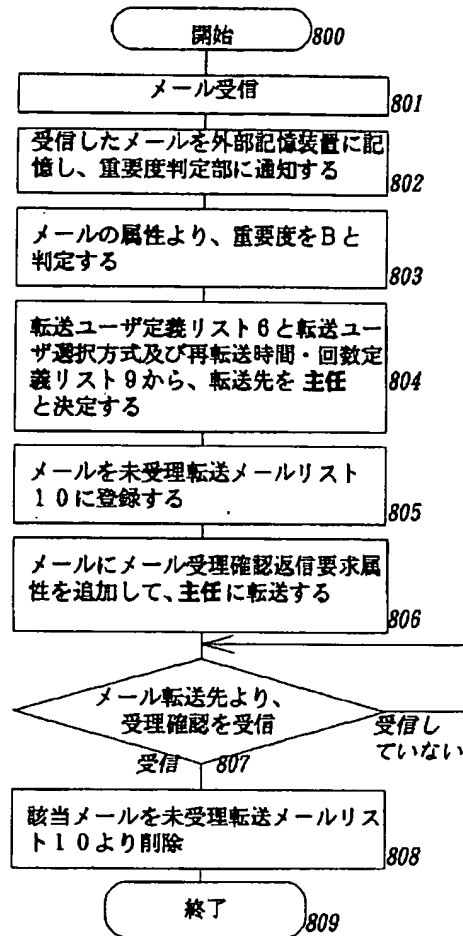 開始
800
メール受信
801
受信したメールを外部記憶装置に記
憶し、重要度判定部に通知する
802
メールの属性より、重要度をBと
判定する
803
転送ユーザ定義リスト6と転送ユー
ザ選択方式及び再転送時間・回数定
義リスト9から、転送先を 主任
と決定する
804
メールを未受理転送メールリスト
10に登録する
805
メールにメール受理確認返信要求属
性を追加して、主任に転送する
806
メール転送先より、
受理確認を受信
受信し
ていない
受信
807
該当メールを未受理転送メールリス
ト10より削除
808
終了
809